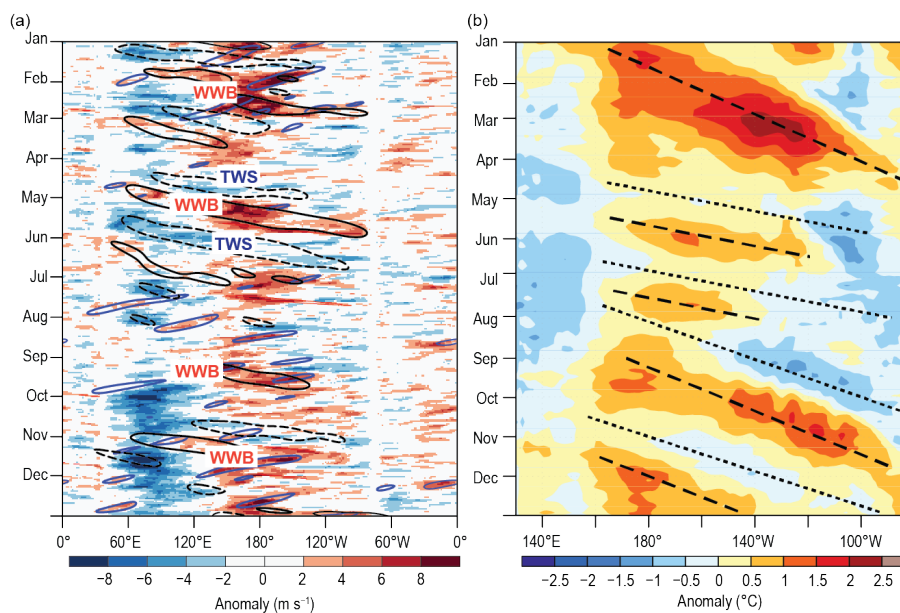 (a)
(b)
Jan
Feb
Mar
Apr
May
Jun
Jul
Aug
Sep
Oct
Nov
Dec
WWB
TWS
WWB
TWS
WWB
WWB
0° 60°E 120°E 180° 120°W 60°W 0°
−8 −6 −4 −2 0 2 4 6 8
Anomaly (m s⁻¹)
Jan
Feb
Mar
Apr
May
Jun
Jul
Aug
Sep
Oct
Nov
Dec
140°E 180° 140°W 100°W
−2.5 −2 −1.5 −1 −0.5 0 0.5 1 1.5 2 2.5
Anomaly (°C)